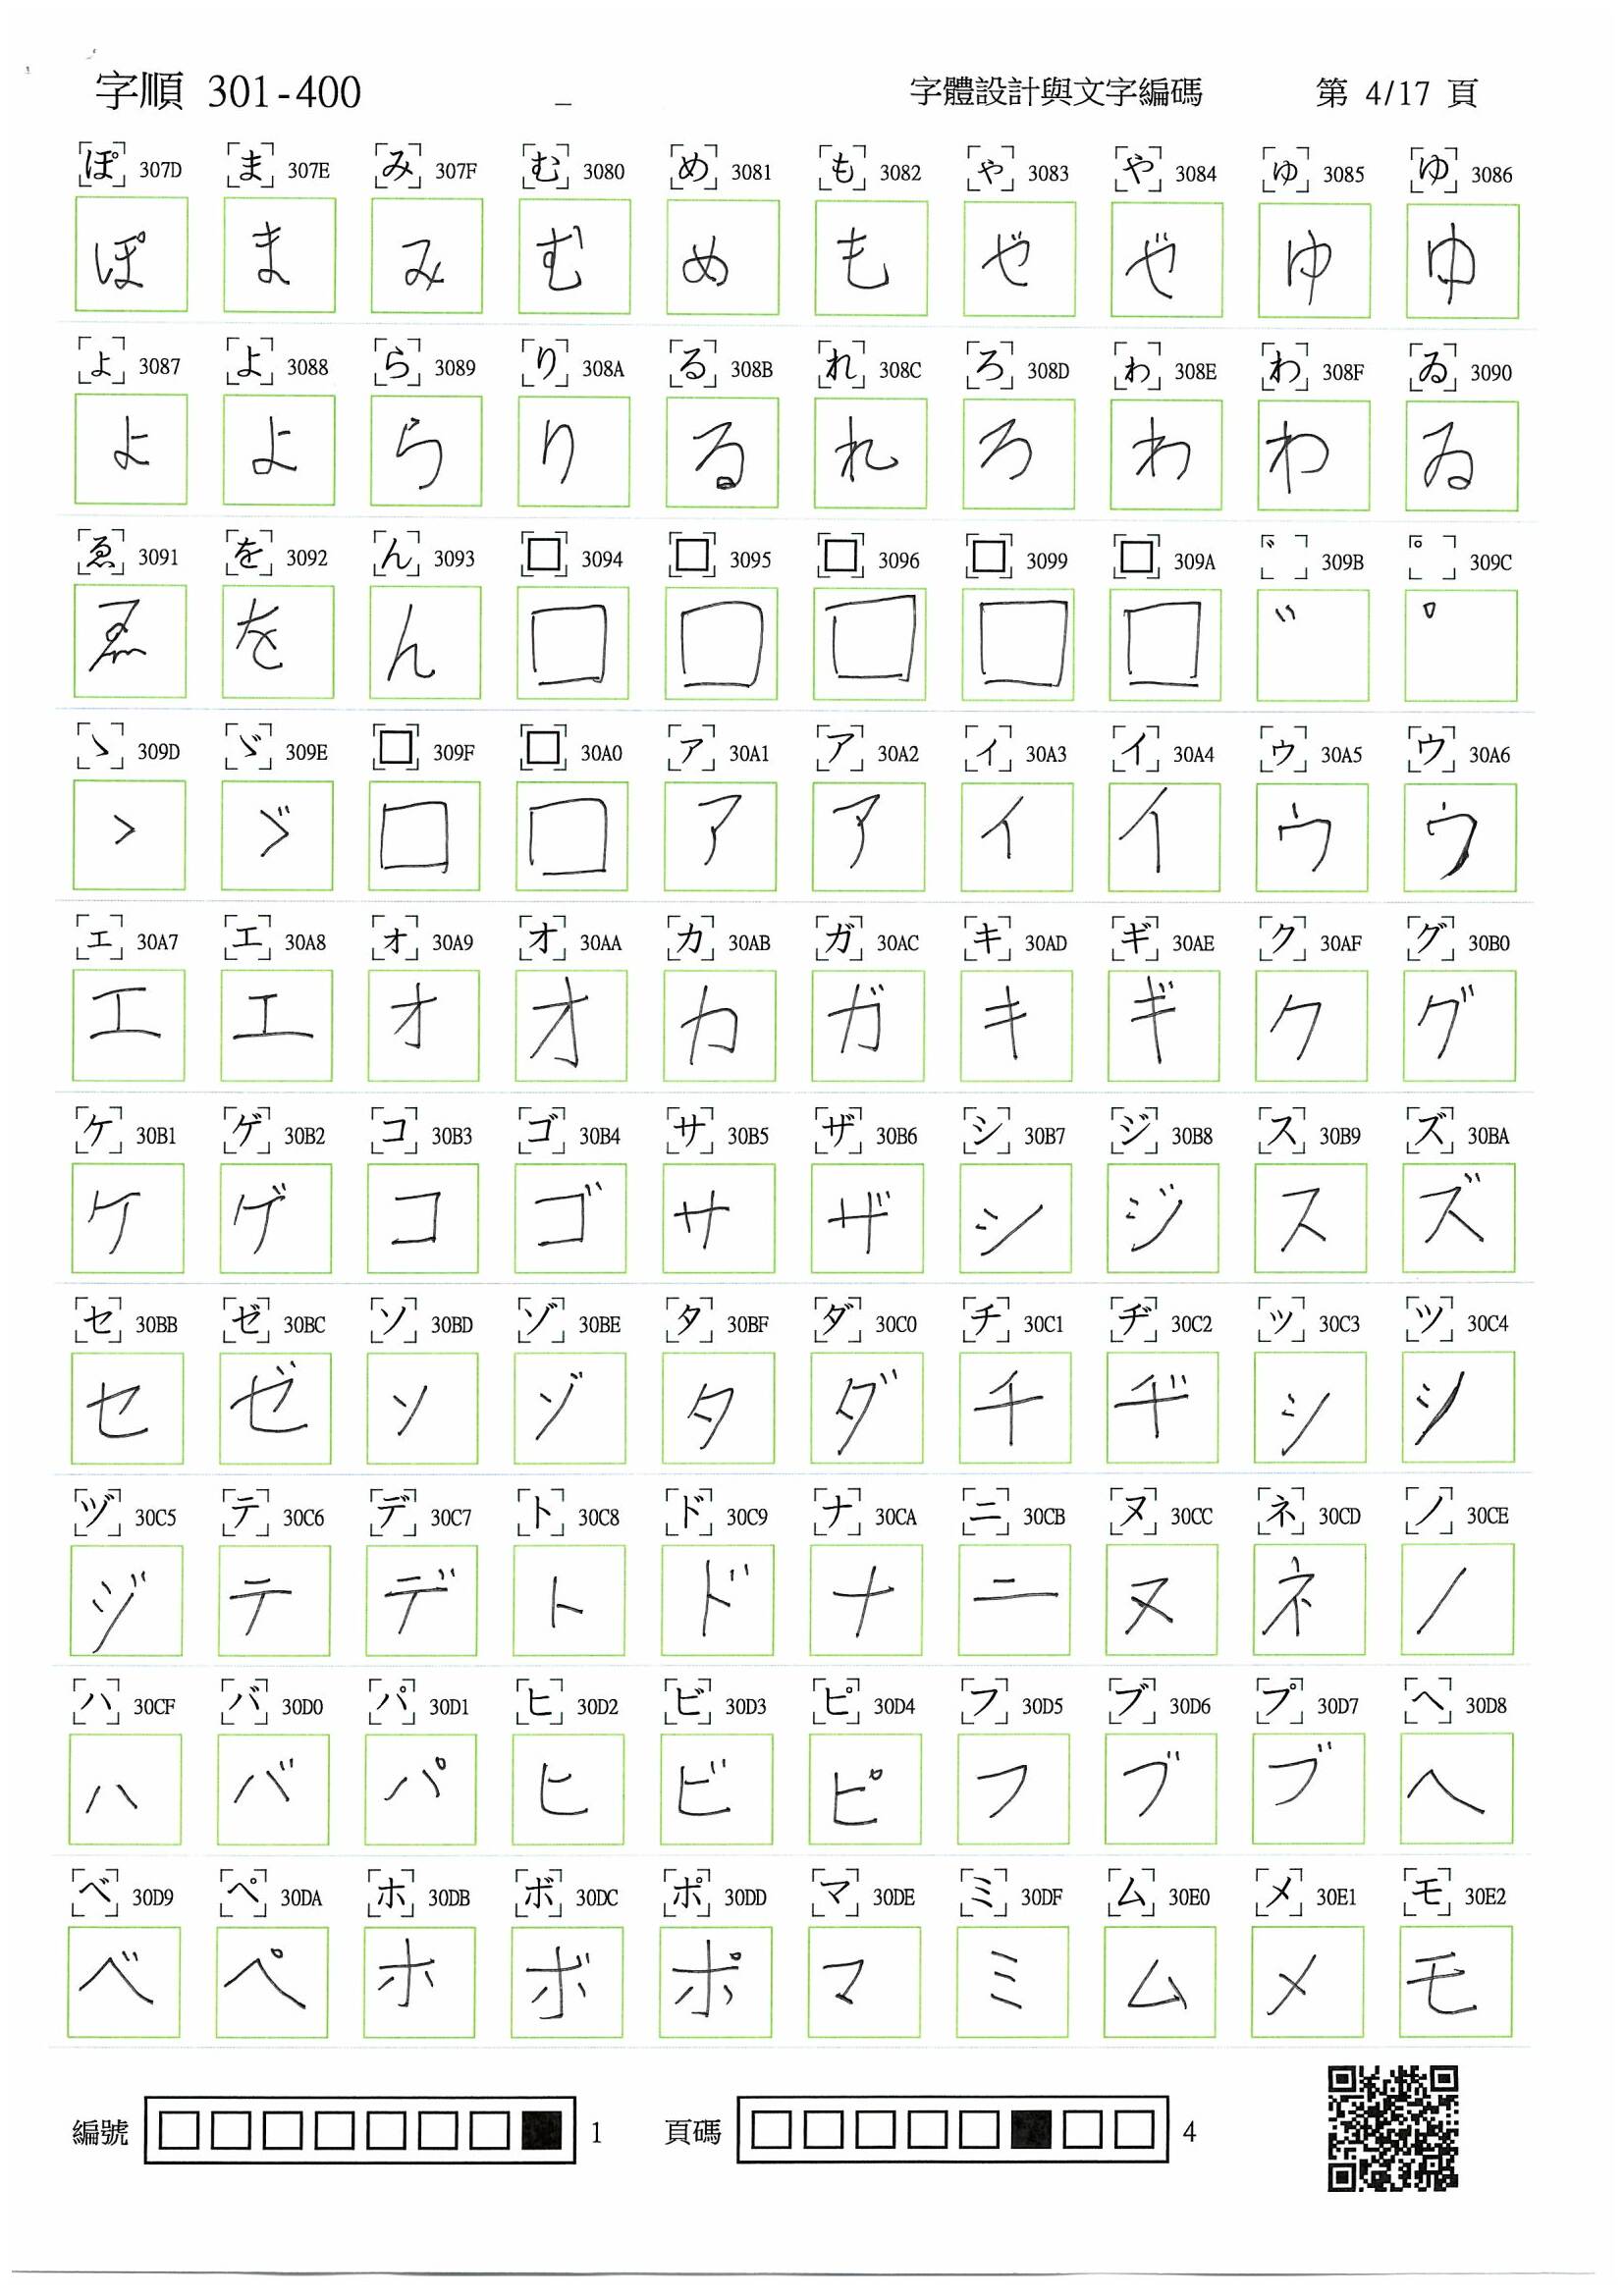 字順 301-400 字體設計與文字編碼 第 4/17 頁
ぽ 307D ま 307E み 307F む 3080 め 3081 も 3082 ゃ 3083 や 3084 ゅ 3085 ゆ 3086
ぽ ま み む め も ゃ や ゅ ゆ
ょ 3087 よ 3088 ら 3089 り 308A る 308B れ 308C ろ 308D ゎ 308E わ 308F ゐ 3090
ょ よ ら り る れ ろ ゎ わ ゐ
ゑ 3091 を 3092 ん 3093 □ 3094 □ 3095 □ 3096 □ 3099 □ 309A ゛ 309B ゜ 309C
ゑ を ん □ □ □ □ □ ゛ ゜
ゝ 309D ゞ 309E □ 309F □ 30A0 ァ 30A1 ア 30A2 ィ 30A3 イ 30A4 ゥ 30A5 ウ 30A6
ゝ ゞ □ □ ァ ア ィ イ ゥ ウ
ェ 30A7 エ 30A8 ォ 30A9 オ 30AA カ 30AB ガ 30AC キ 30AD ギ 30AE ク 30AF グ 30B0
ェ エ ォ オ カ ガ キ ギ ク グ
ケ 30B1 ゲ 30B2 コ 30B3 ゴ 30B4 サ 30B5 ザ 30B6 シ 30B7 ジ 30B8 ス 30B9 ズ 30BA
ケ ゲ コ ゴ サ ザ シ ジ ス ズ
セ 30BB ゼ 30BC ソ 30BD ゾ 30BE タ 30BF ダ 30C0 チ 30C1 ヂ 30C2 ッ 30C3 ツ 30C4
セ ゼ ソ ゾ タ ダ チ ヂ ッ ツ
ヅ 30C5 テ 30C6 デ 30C7 ト 30C8 ド 30C9 ナ 30CA ニ 30CB ヌ 30CC ネ 30CD ノ 30CE
ヅ テ デ ト ド ナ ニ ヌ ネ ノ
ハ 30CF バ 30D0 パ 30D1 ヒ 30D2 ビ 30D3 ピ 30D4 フ 30D5 ブ 30D6 プ 30D7 ヘ 30D8
ハ バ パ ヒ ビ ピ フ ブ ブ ヘ
ベ 30D9 ペ 30DA ホ 30DB ボ 30DC ポ 30DD マ 30DE ミ 30DF ム 30E0 メ 30E1 モ 30E2
ベ ペ ホ ボ ポ マ ミ ム メ モ
編號 1 頁碼 4